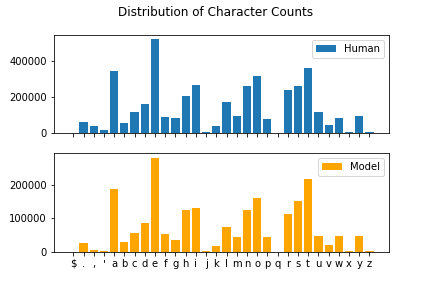 Distribution of Character Counts
Human
400000
200000
0
Model
200000
100000
0
$ . , ' a b c d e f g h i j k l m n o p q r s t u v w x y z